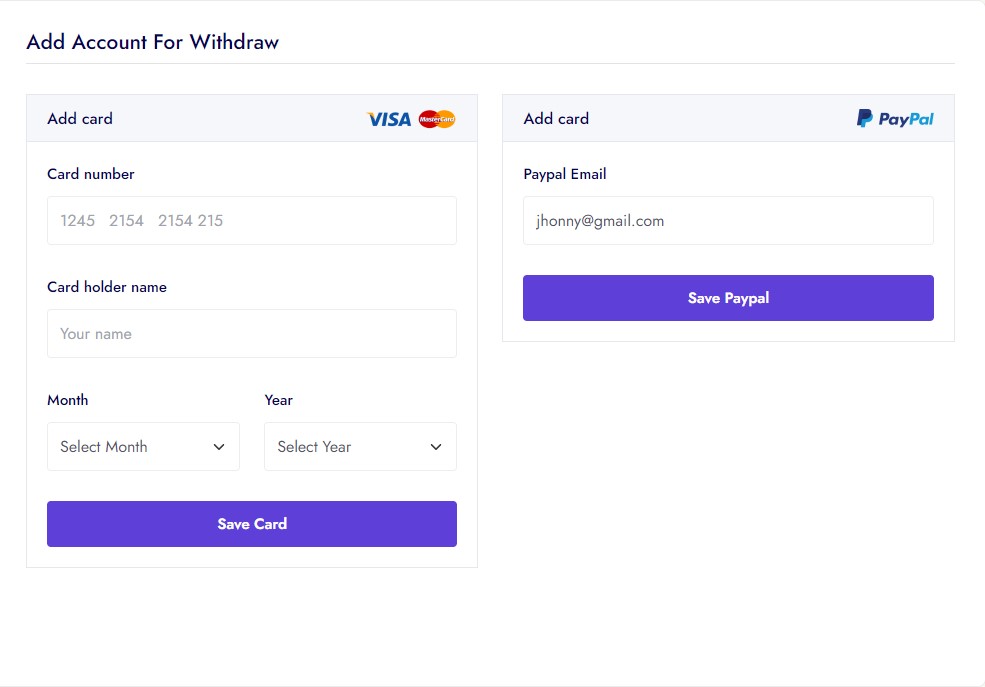 Add Account For Withdraw
Add card
VISA MasterCard
Card number
1245 2154 2154 215
Card holder name
Your name
Month Year
Select Month Select Year
Save Card
Add card
PayPal
Paypal Email
jhonny@gmail.com
Save Paypal